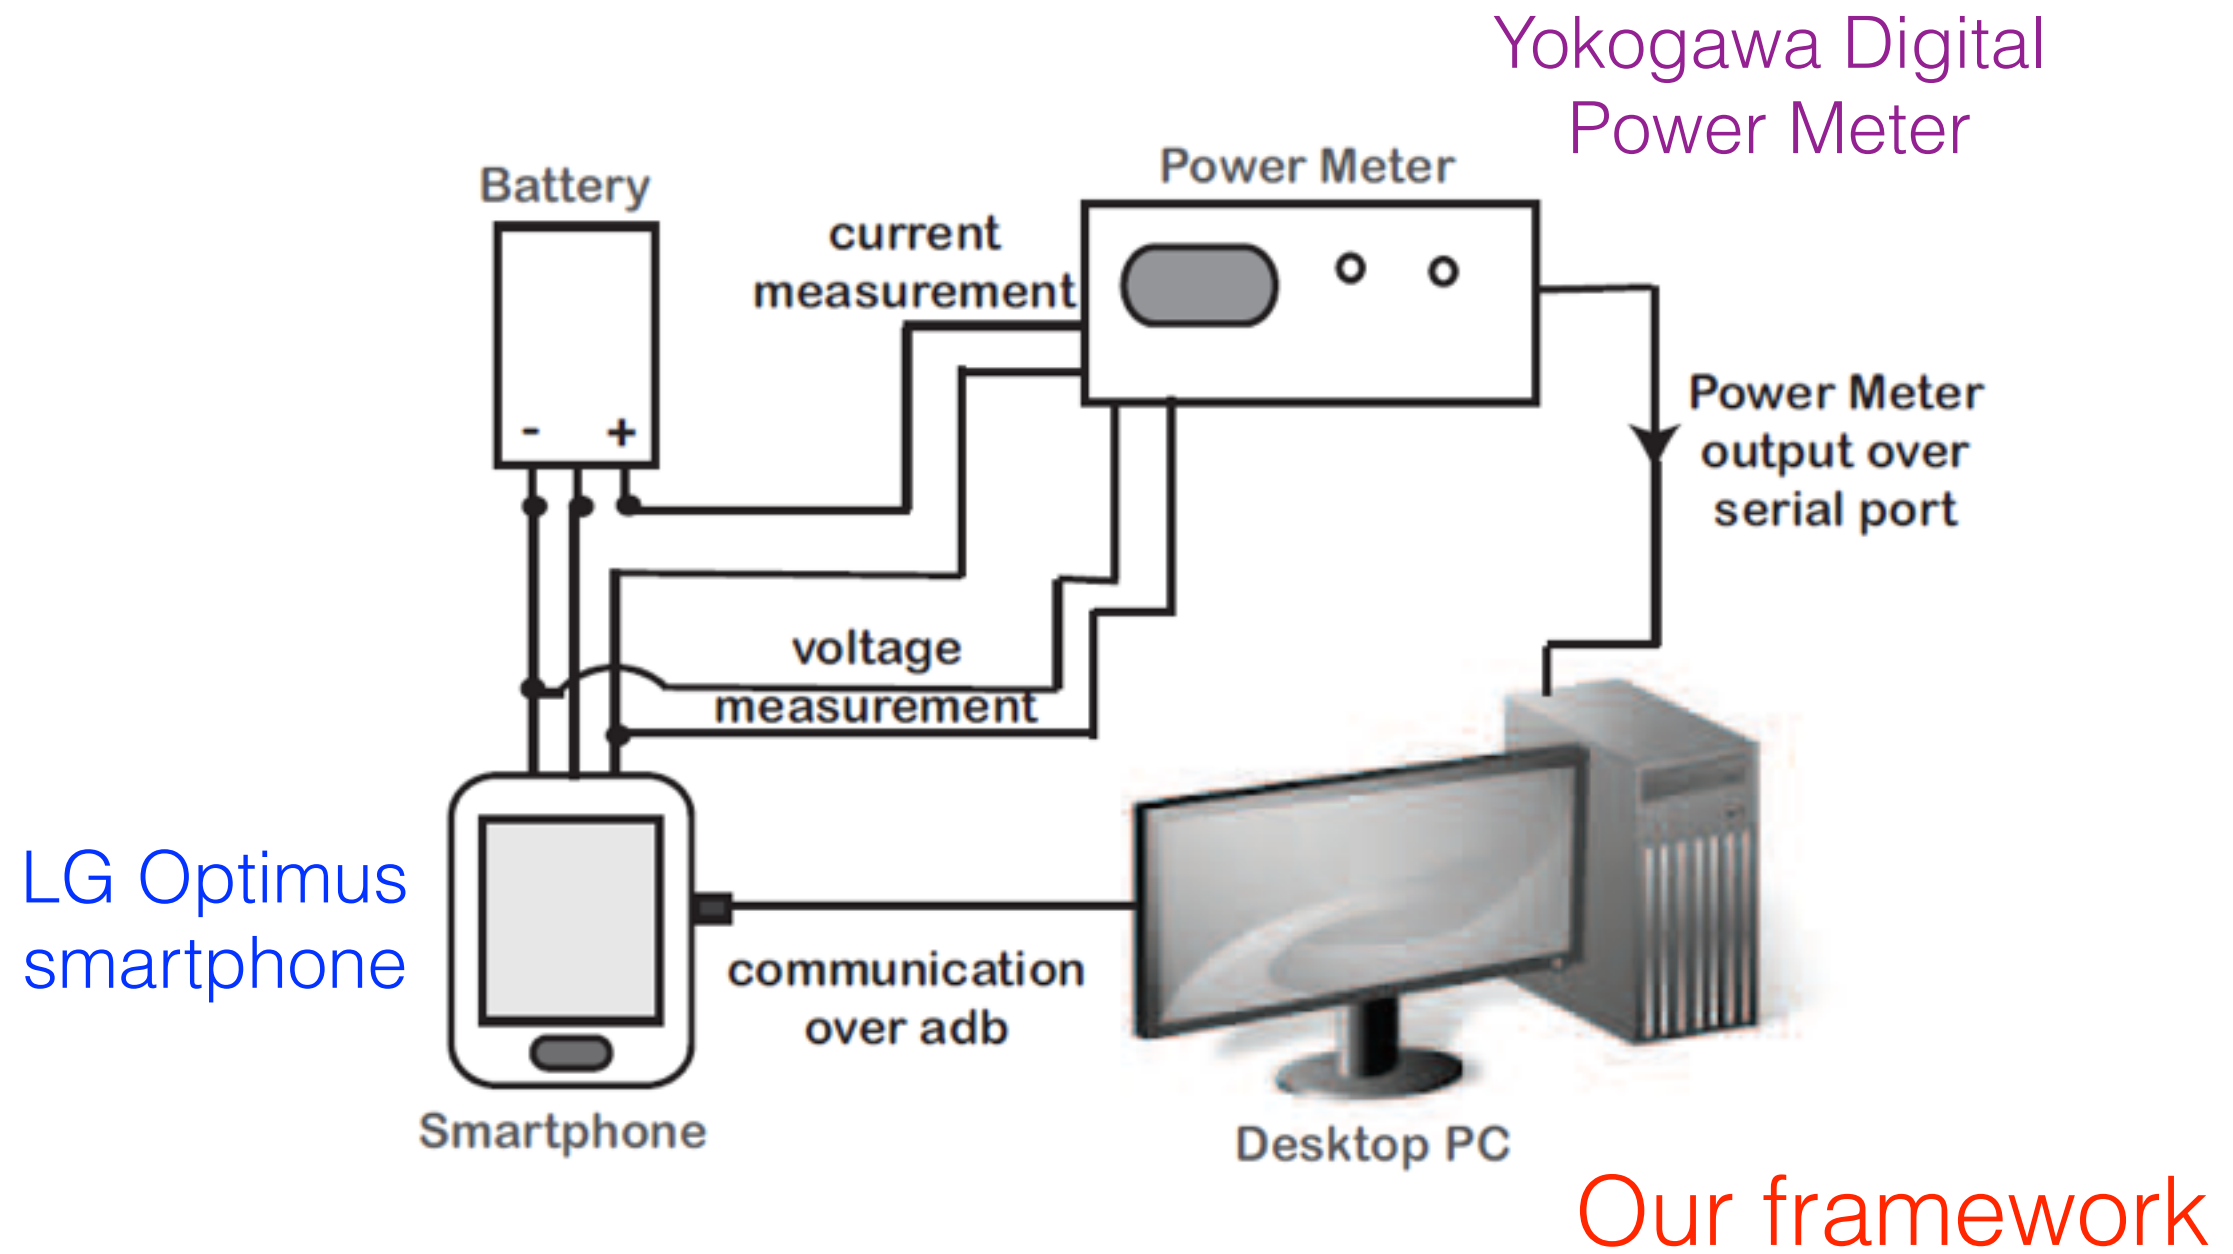 Yokogawa Digital
Power Meter
Battery
Power Meter
current
measurement
- +
Power Meter
output over
serial port
voltage
measurement
LG Optimus
smartphone
communication
over adb
Smartphone
Desktop PC
Our framework